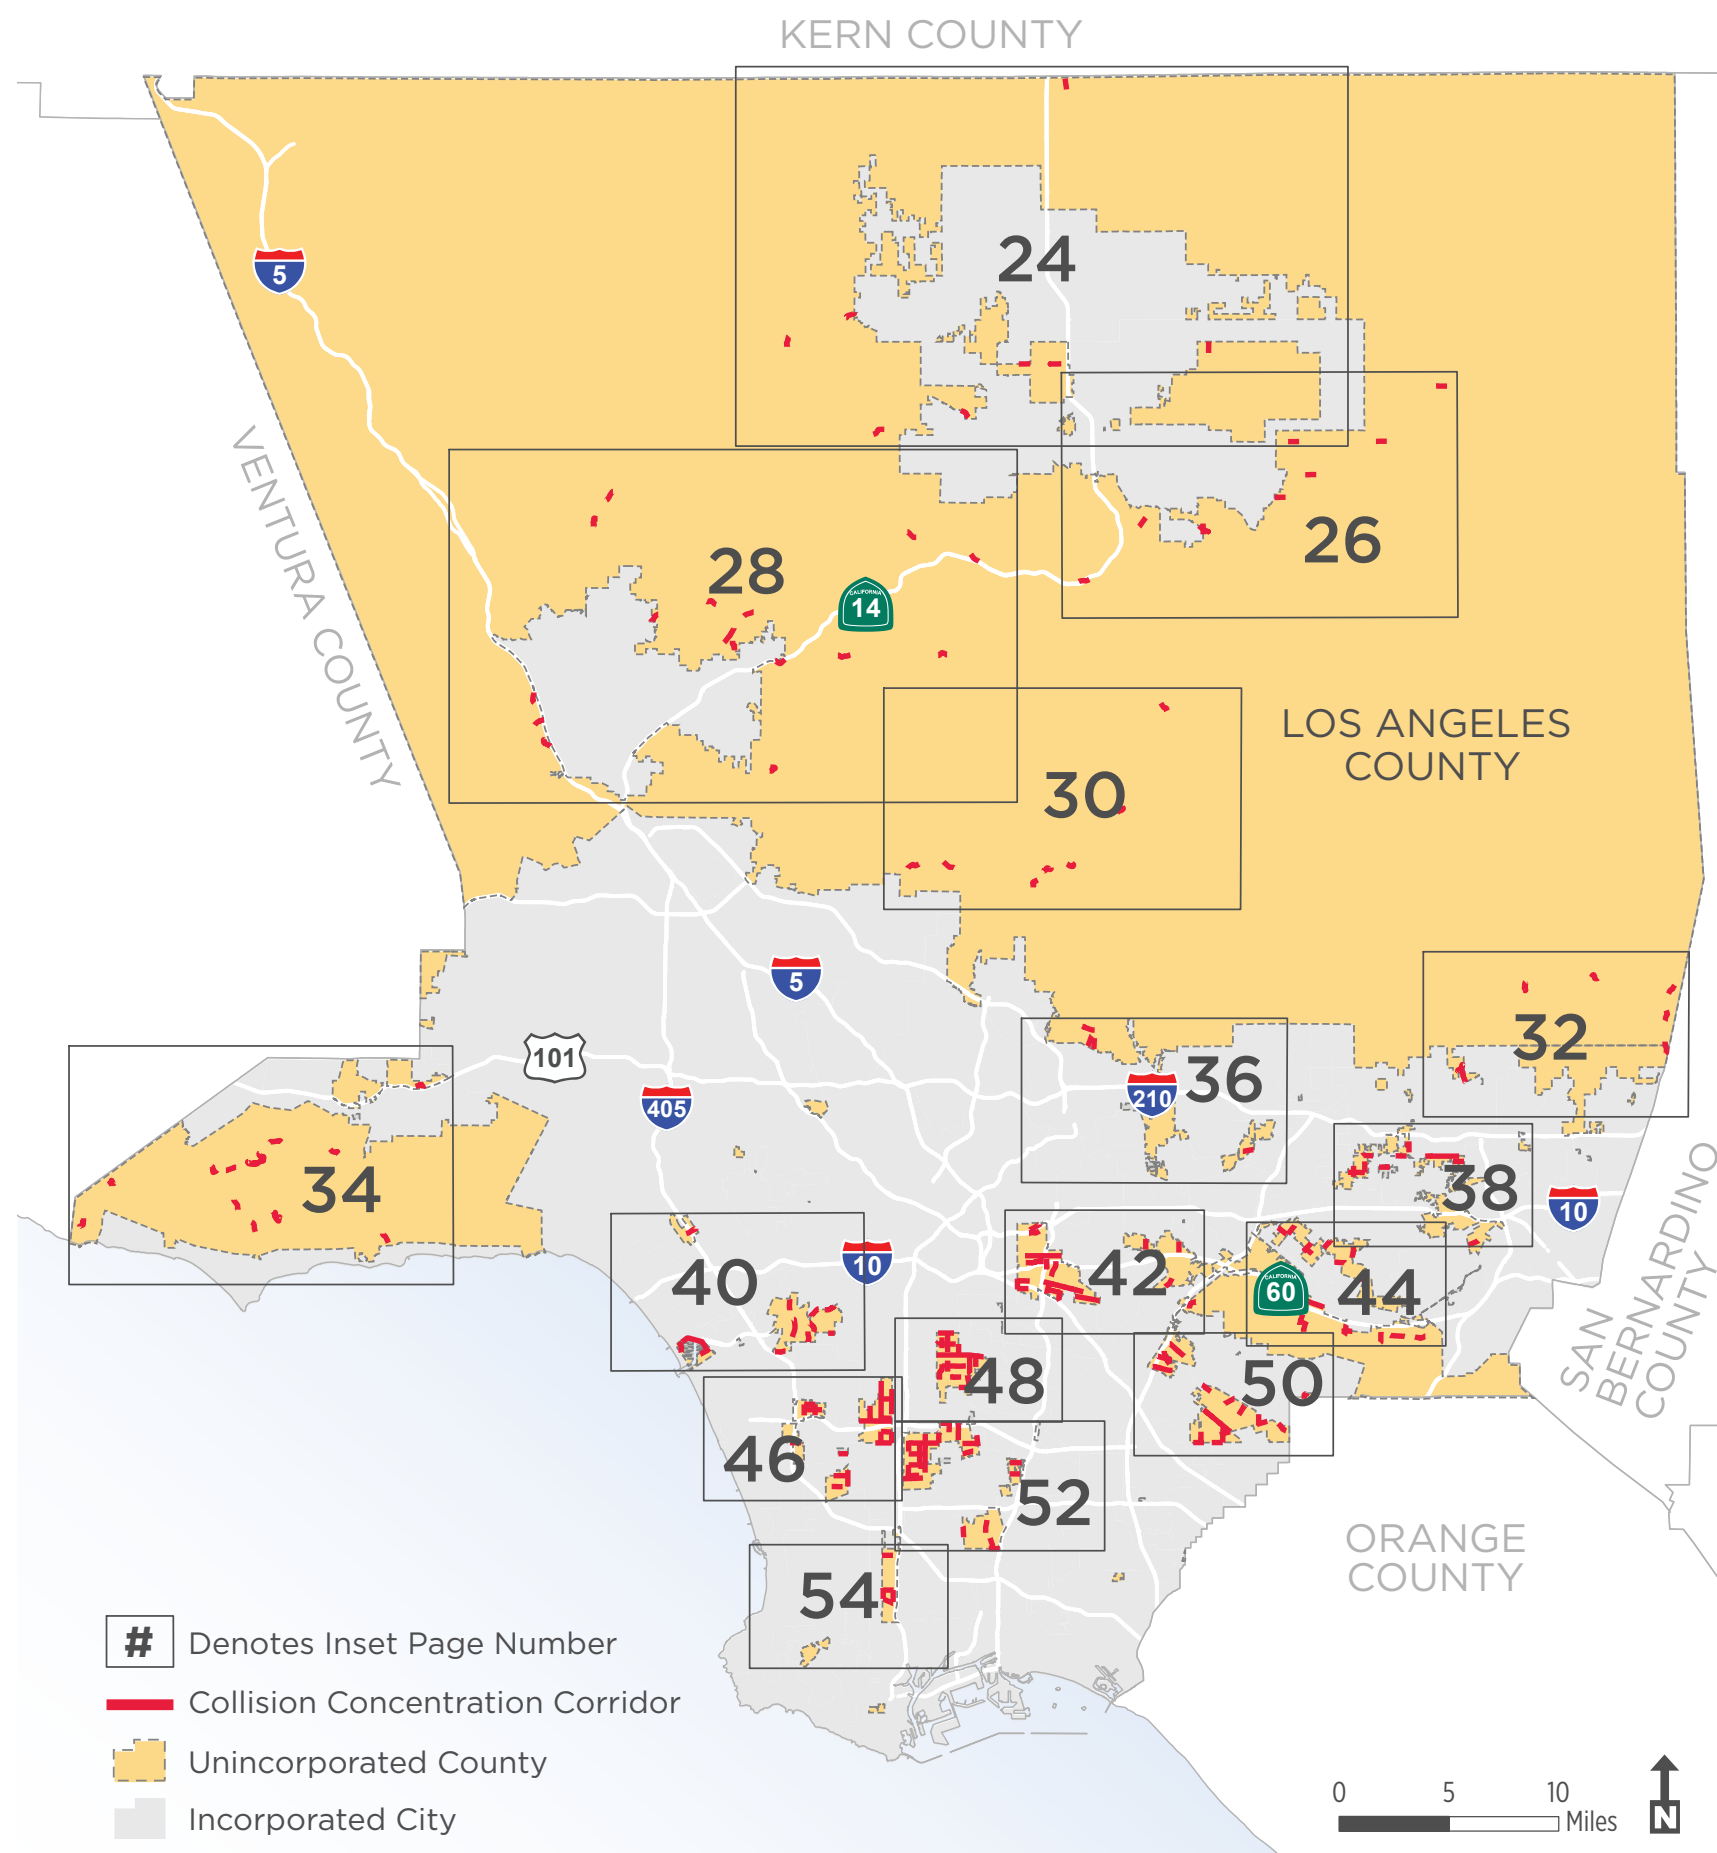 KERN COUNTY
24
5
VENTURA COUNTY
26
28
CALIFORNIA
14
LOS ANGELES
COUNTY
30
5
32
101
36
405
210
34
38
10
SAN
BERNARDINO
COUNTY
40
10
42
CALIFORNIA
60
44
48
50
46
52
ORANGE
COUNTY
54
# Denotes Inset Page Number
Collision Concentration Corridor
Unincorporated County
Incorporated City
0 5 10
Miles
N